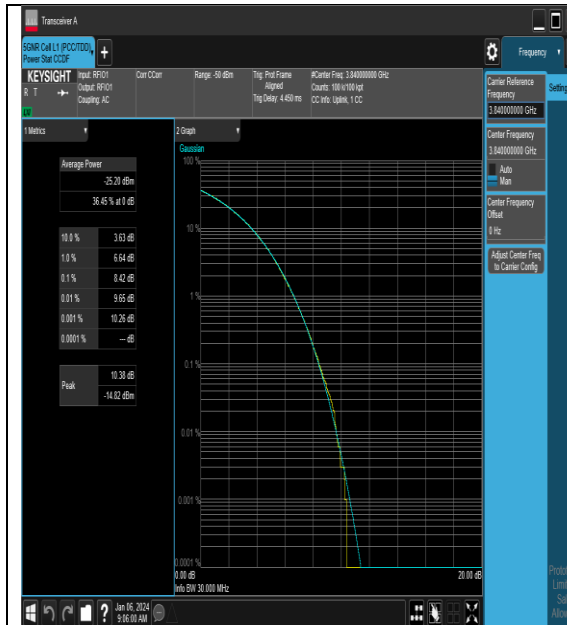 Transceiver A
5GNR Cell L1 (PCC/TDD),
Power Stat CCDF
Frequency
KEYSIGHT
R T
LXI
Input: RFIO1
Output: RFIO1
Coupling: AC
Corr CCorr
Range: -50 dBm
Trig: Prot Frame
Aligned
Trig Delay: 4.450 ms
#Center Freq: 3.840000000 GHz
Counts: 100 k/100 kpt
CC Info: Uplink, 1 CC
Carrier Reference
Frequency
3.840000000 GHz
Setting
Center Frequency
3.840000000 GHz
Auto
Man
Center Frequency
Offset
0 Hz
Adjust Center Freq
to Carrier Config
1 Metrics
Average Power
-25.20 dBm
36.45 % at 0 dB
10.0 % 3.63 dB
1.0 % 6.64 dB
0.1 % 8.42 dB
0.01 % 9.65 dB
0.001 % 10.26 dB
0.0001 % --- dB
Peak
10.38 dB
-14.82 dBm
2 Graph
Gaussian
100 %
10 %
1 %
0.1 %
0.01 %
0.001 %
0.0001 %
0.00 dB
20.00 dB
Info BW 30.000 MHz
Jan 06, 2024
9:06:00 AM
?